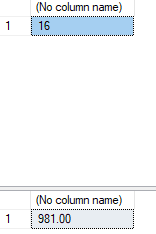 (No column name)
1 16
(No column name)
1 981.00